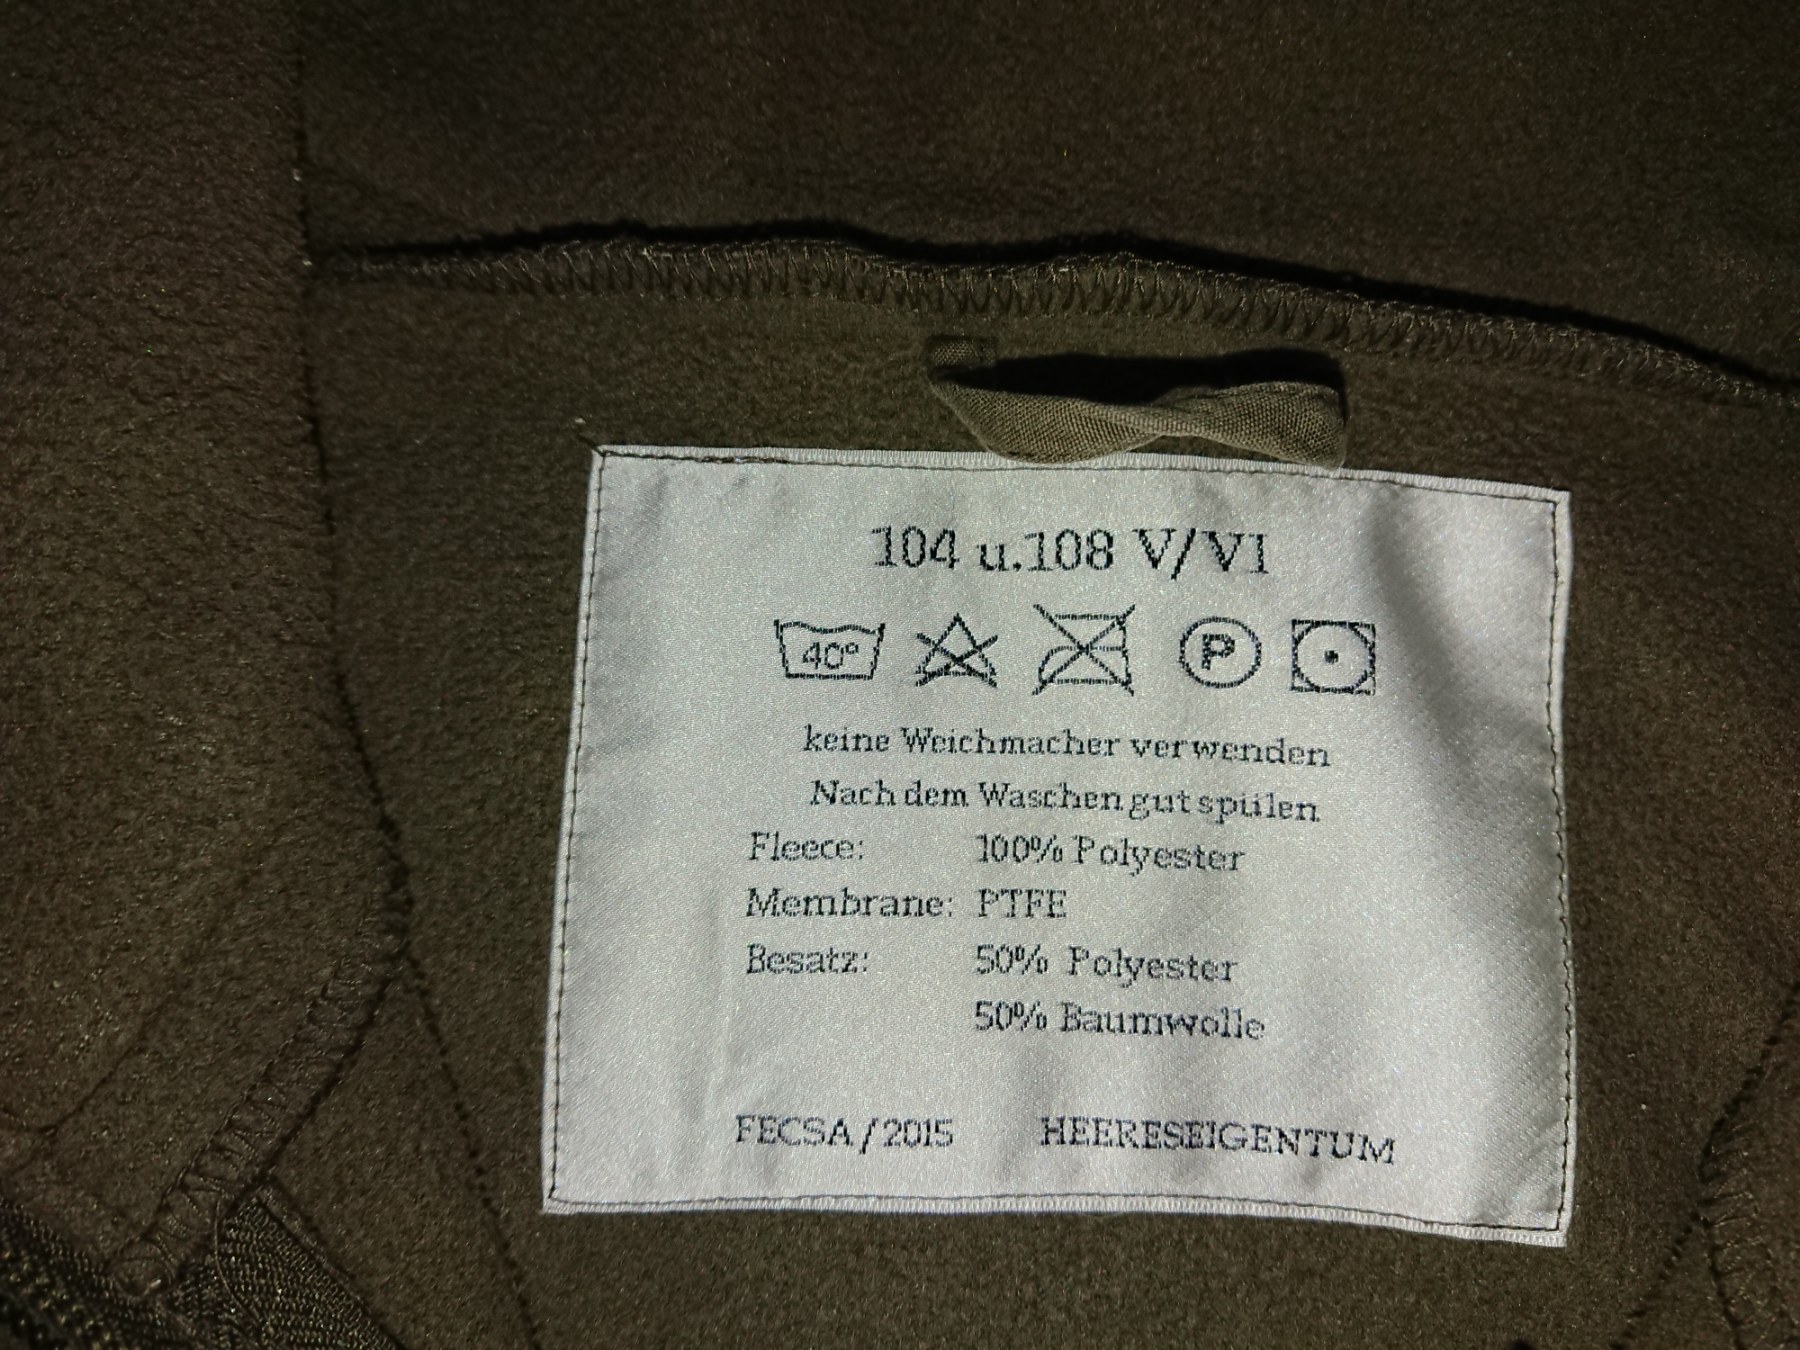 104 u.108 V/VI
40° P
keine Weichmacher verwenden
Nach dem Waschen gut spülen
Fleece: 100% Polyester
Membrane: PTFE
Besatz: 50% Polyester
50% Baumwolle
FECSA/2015 HEERESEIGENTUM